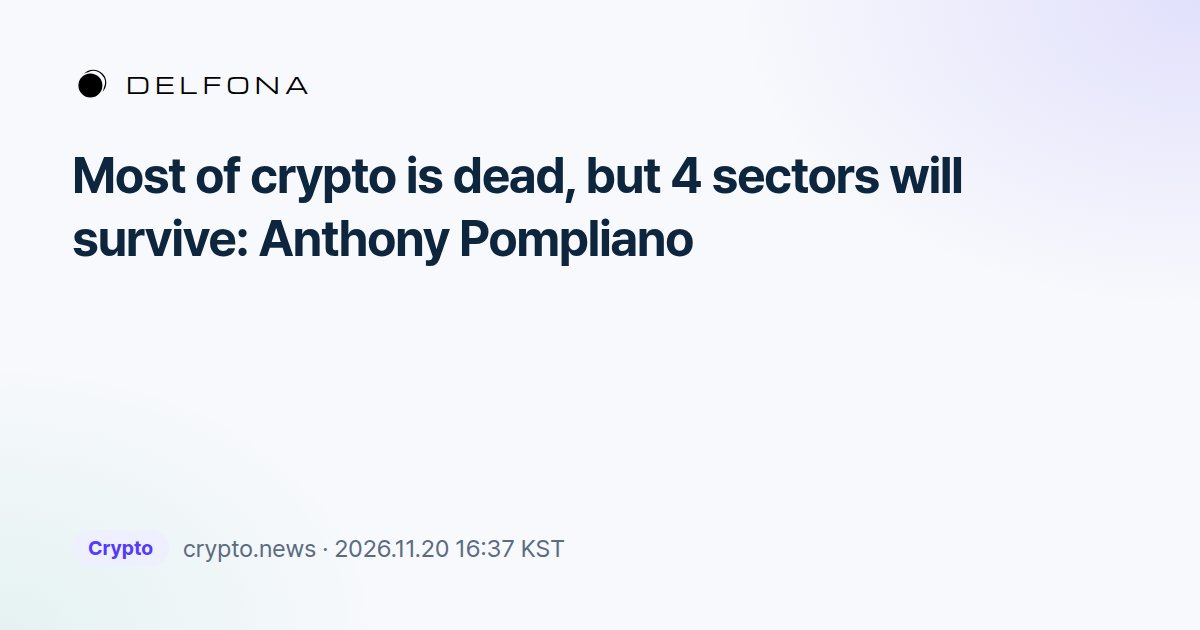 DELFONA
Most of crypto is dead, but 4 sectors will
survive: Anthony Pompliano
Crypto
crypto.news · 2026.11.20 16:37 KST